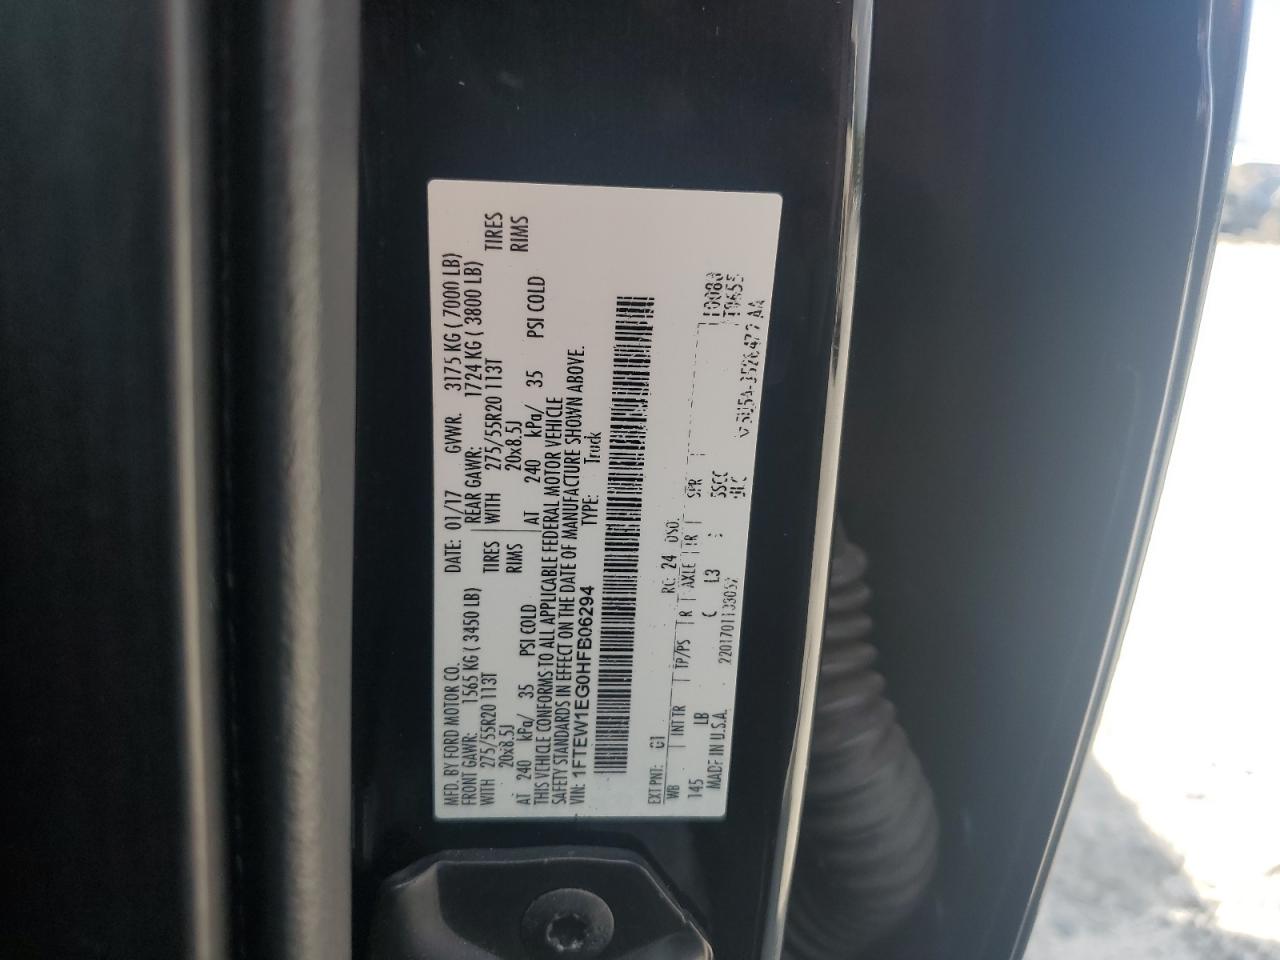 MFD. BY FORD MOTOR CO.
DATE: 01/17 GVWR. 3175 KG ( 7000 LB)
FRONT GAWR: 1565 KG ( 3450 LB) REAR GAWR: 1724 KG ( 3800 LB)
WITH 275/55R20 113T TIRES WITH 275/55R20 113T TIRES
20x8.5J RIMS 20x8.5J RIMS
AT 240 kPa/ 35 PSI COLD AT 240 kPa/ 35 PSI COLD
THIS VEHICLE CONFORMS TO ALL APPLICABLE FEDERAL MOTOR VEHICLE
SAFETY STANDARDS IN EFFECT ON THE DATE OF MANUFACTURE SHOWN ABOVE.
VIN: 1FTEW1EG0HFB06294 TYPE: Truck
EXT PNT: G1 RC: 24 DSO:
WB INT TR TP/PS R AXLE TR SPR
145 LB C L3
MADE IN U.S.A. 2201701133052